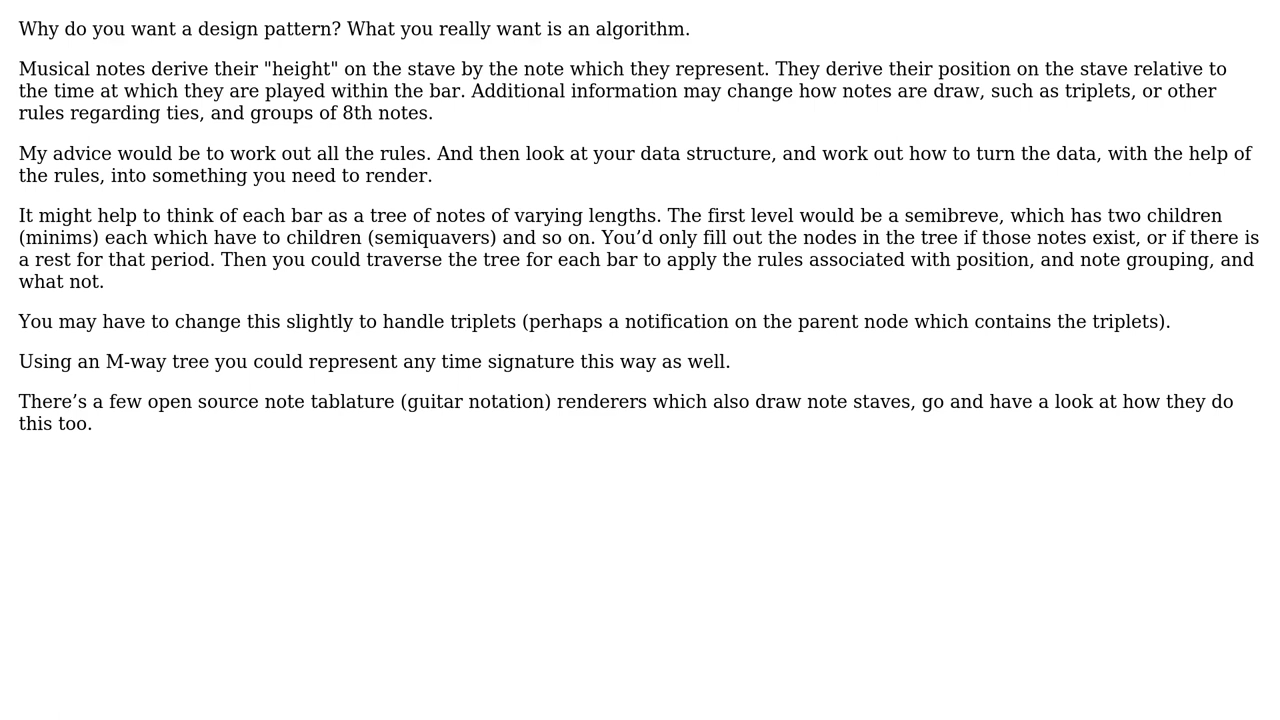 Why do you want a design pattern? What you really want is an algorithm.
Musical notes derive their "height" on the stave by the note which they represent. They derive their position on the stave relative to
the time at which they are played within the bar. Additional information may change how notes are draw, such as triplets, or other
rules regarding ties, and groups of 8th notes.
My advice would be to work out all the rules. And then look at your data structure, and work out how to turn the data, with the help of
the rules, into something you need to render.
It might help to think of each bar as a tree of notes of varying lengths. The first level would be a semibreve, which has two children
(minims) each which have to children (semiquavers) and so on. You’d only fill out the nodes in the tree if those notes exist, or if there is
a rest for that period. Then you could traverse the tree for each bar to apply the rules associated with position, and note grouping, and
what not.
You may have to change this slightly to handle triplets (perhaps a notification on the parent node which contains the triplets).
Using an M-way tree you could represent any time signature this way as well.
There’s a few open source note tablature (guitar notation) renderers which also draw note staves, go and have a look at how they do
this too.